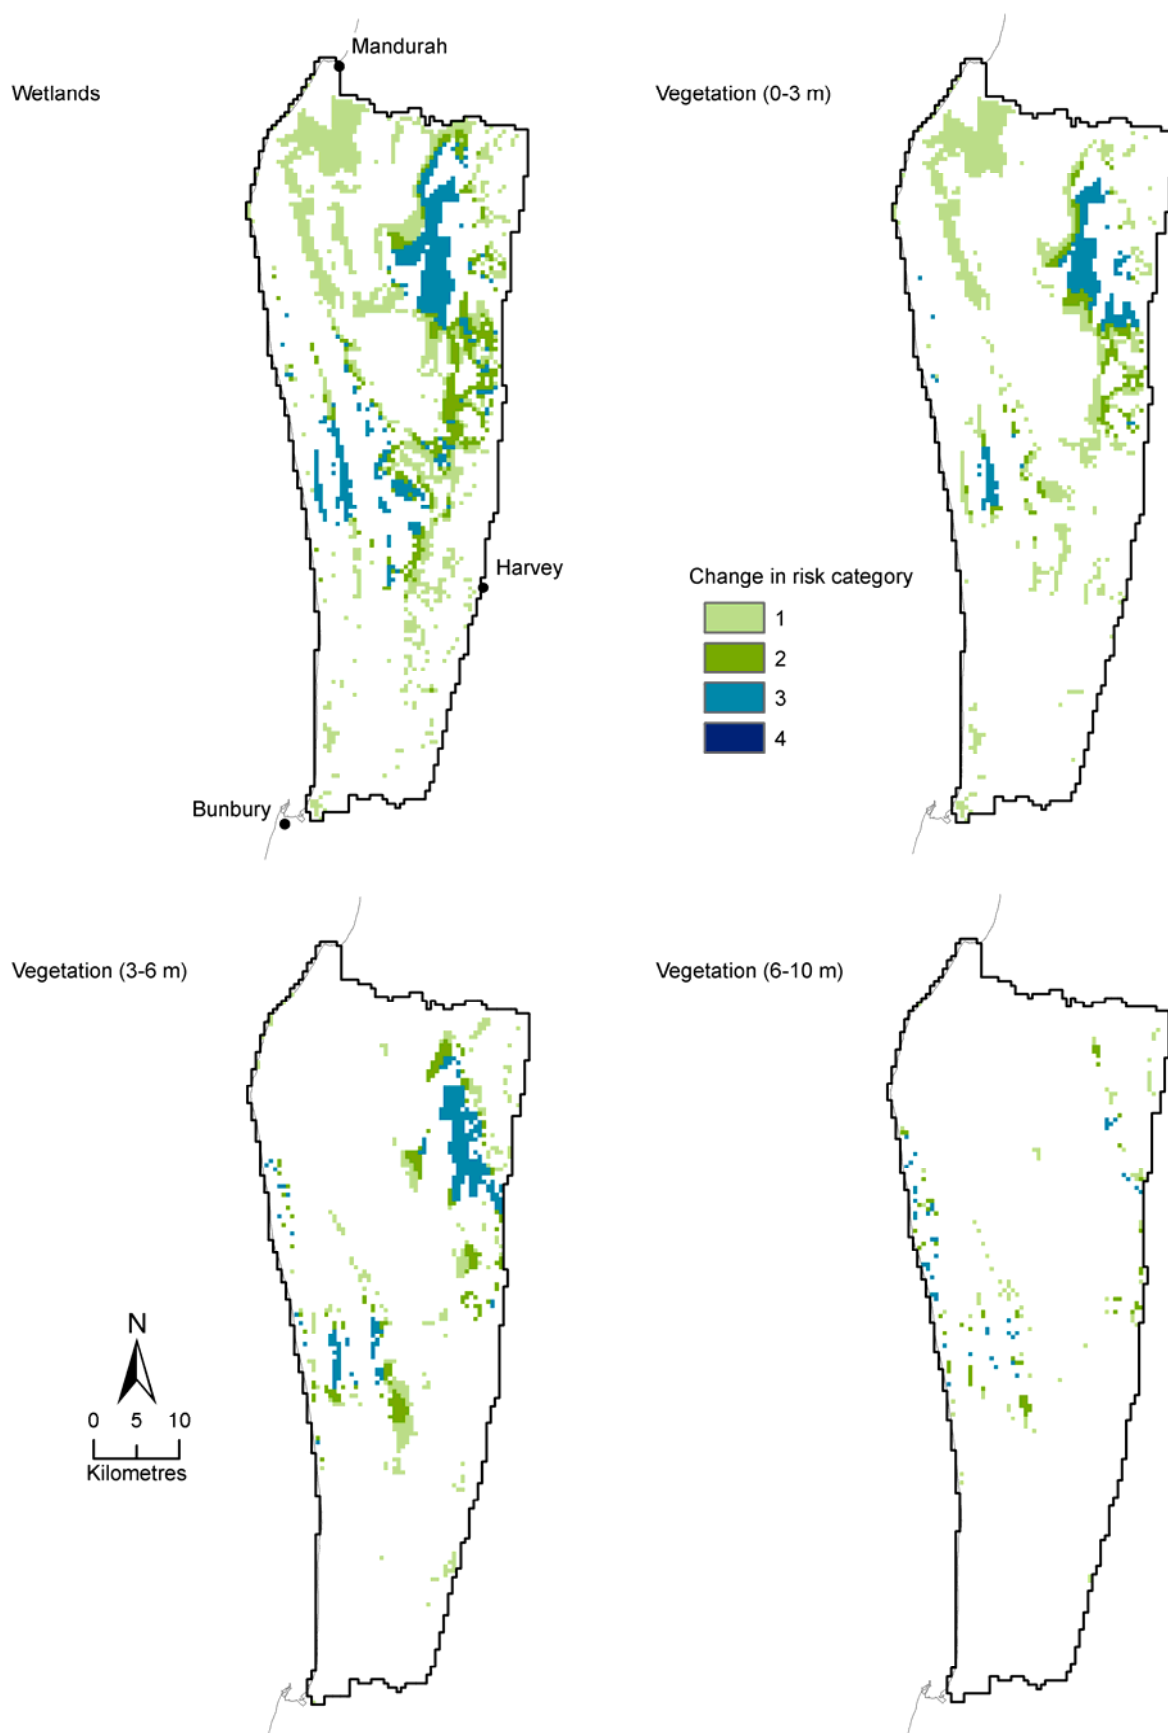 Mandurah
Wetlands
Vegetation (0-3 m)
Harvey
Change in risk category
1
2
3
4
Bunbury
Vegetation (3-6 m)
Vegetation (6-10 m)
N
0 5 10
Kilometres